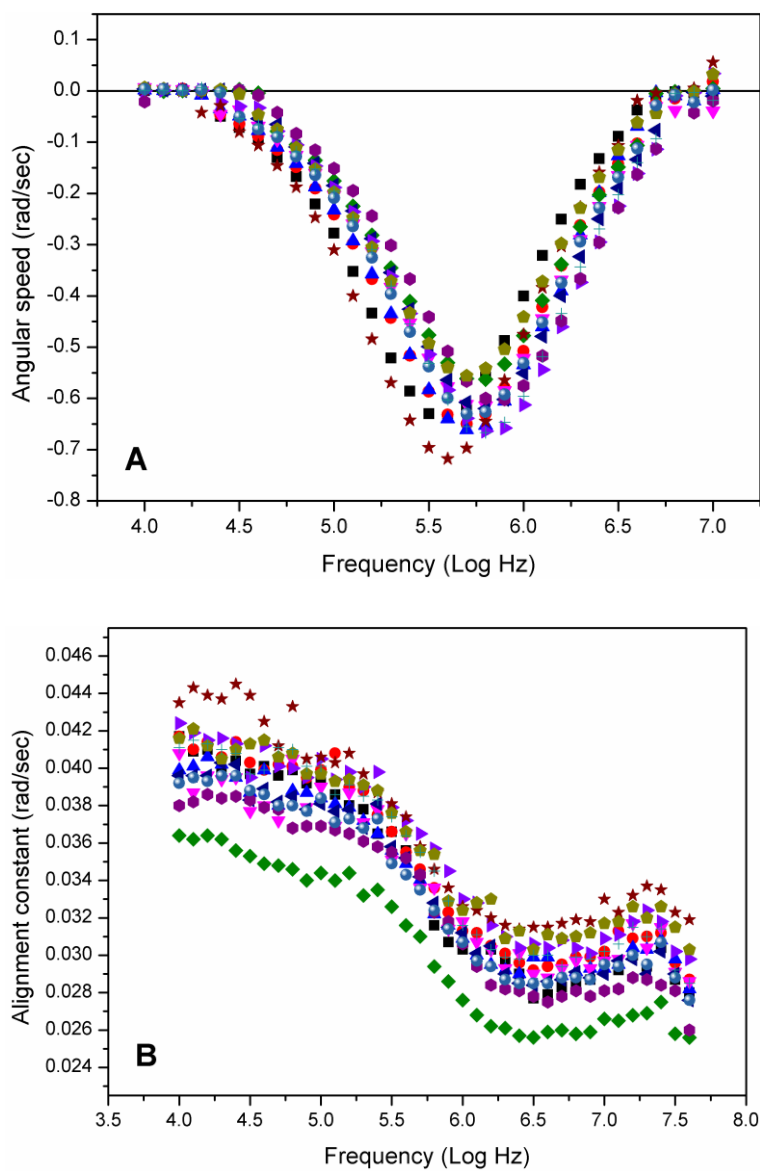 0.1
0.0
-0.1
-0.2
-0.3
-0.4
-0.5
-0.6
-0.7
-0.8
Angular speed (rad/sec)
A
4.0 4.5 5.0 5.5 6.0 6.5 7.0
Frequency (Log Hz)
0.046
0.044
0.042
0.040
0.038
0.036
0.034
0.032
0.030
0.028
0.026
0.024
Alignment constant (rad/sec)
B
3.5 4.0 4.5 5.0 5.5 6.0 6.5 7.0 7.5 8.0
Frequency (Log Hz)